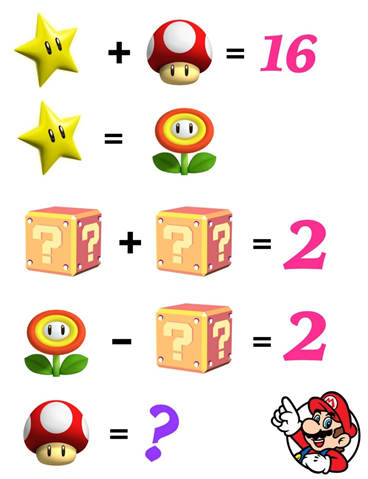 + = 16
=
? ? + ? ? = 2
- ? ? = 2
= ?
M